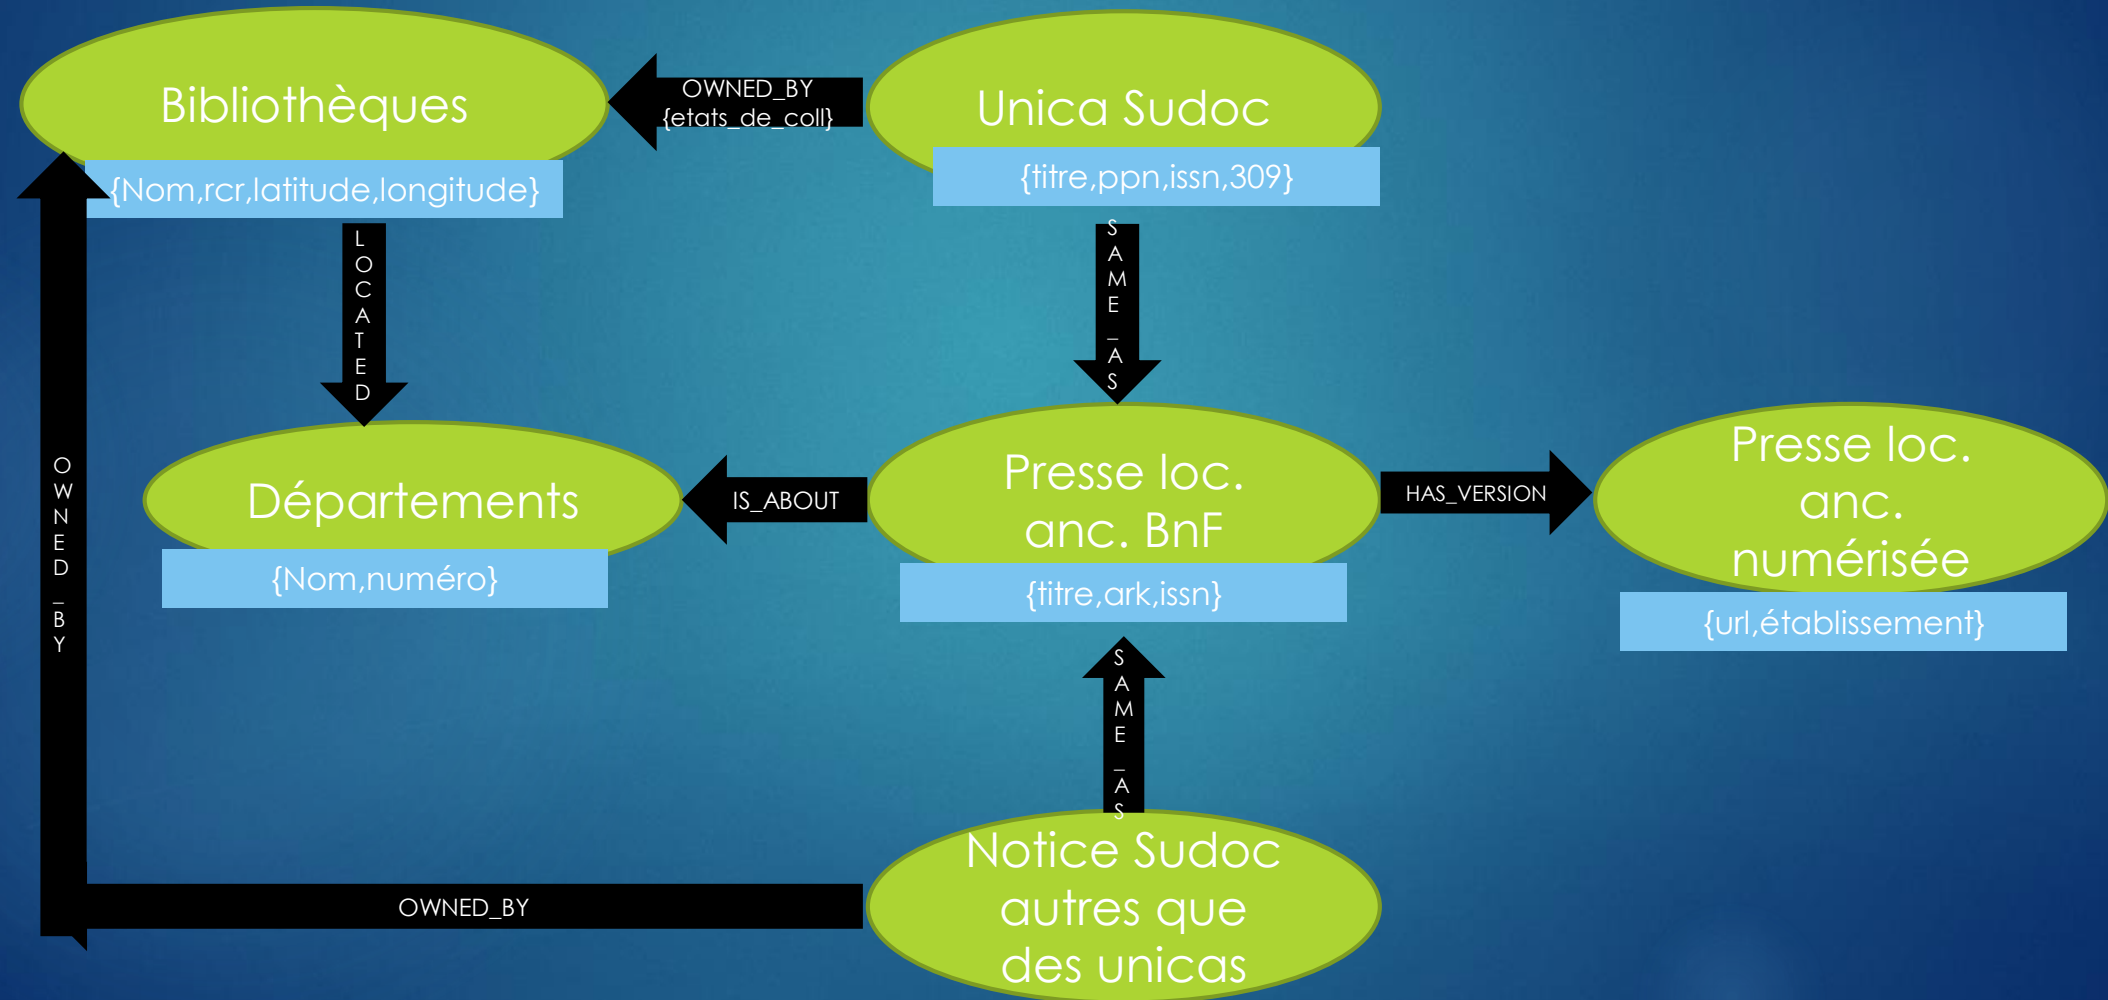 Bibliothèques
{Nom,rcr,latitude,longitude}
OWNED_BY
{etats_de_coll}
Unica Sudoc
{titre,ppn,issn,309}
LOCATED
SAME_AS
OWNED_BY
Départements
{Nom,numéro}
IS_ABOUT
Presse loc.
anc. BnF
{titre,ark,issn}
HAS_VERSION
Presse loc.
anc.
numérisée
{url,établissement}
SAME_AS
OWNED_BY
Notice Sudoc
autres que
des unicas